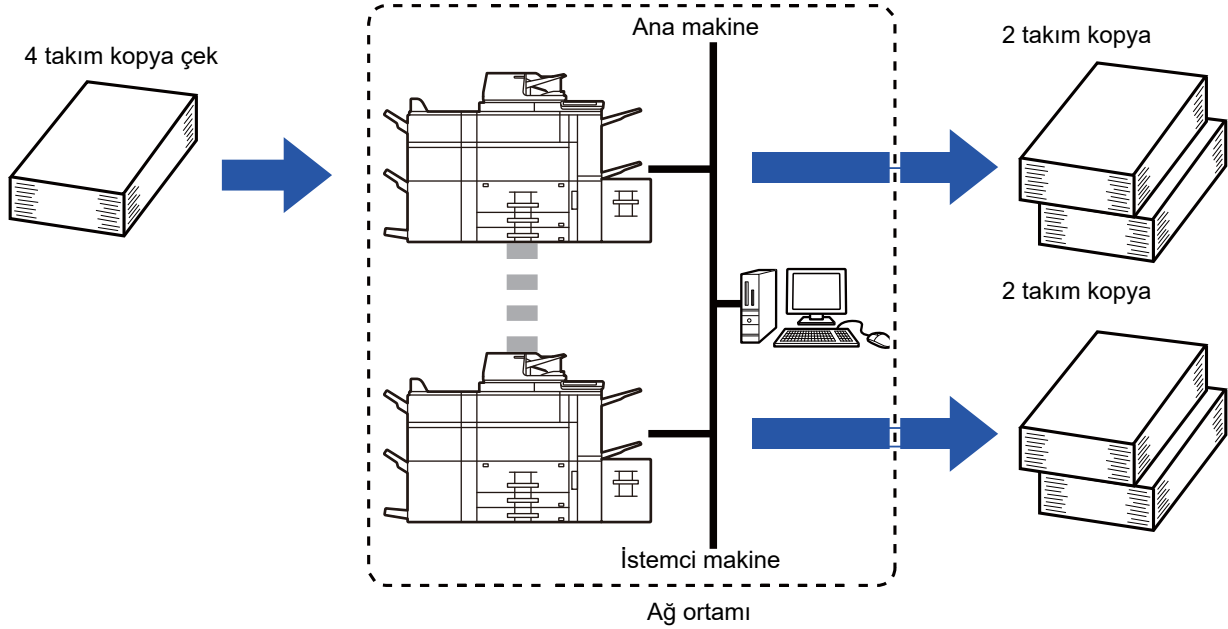 4 takım kopya çek
Ana makine
2 takım kopya
2 takım kopya
İstemci makine
Ağ ortamı